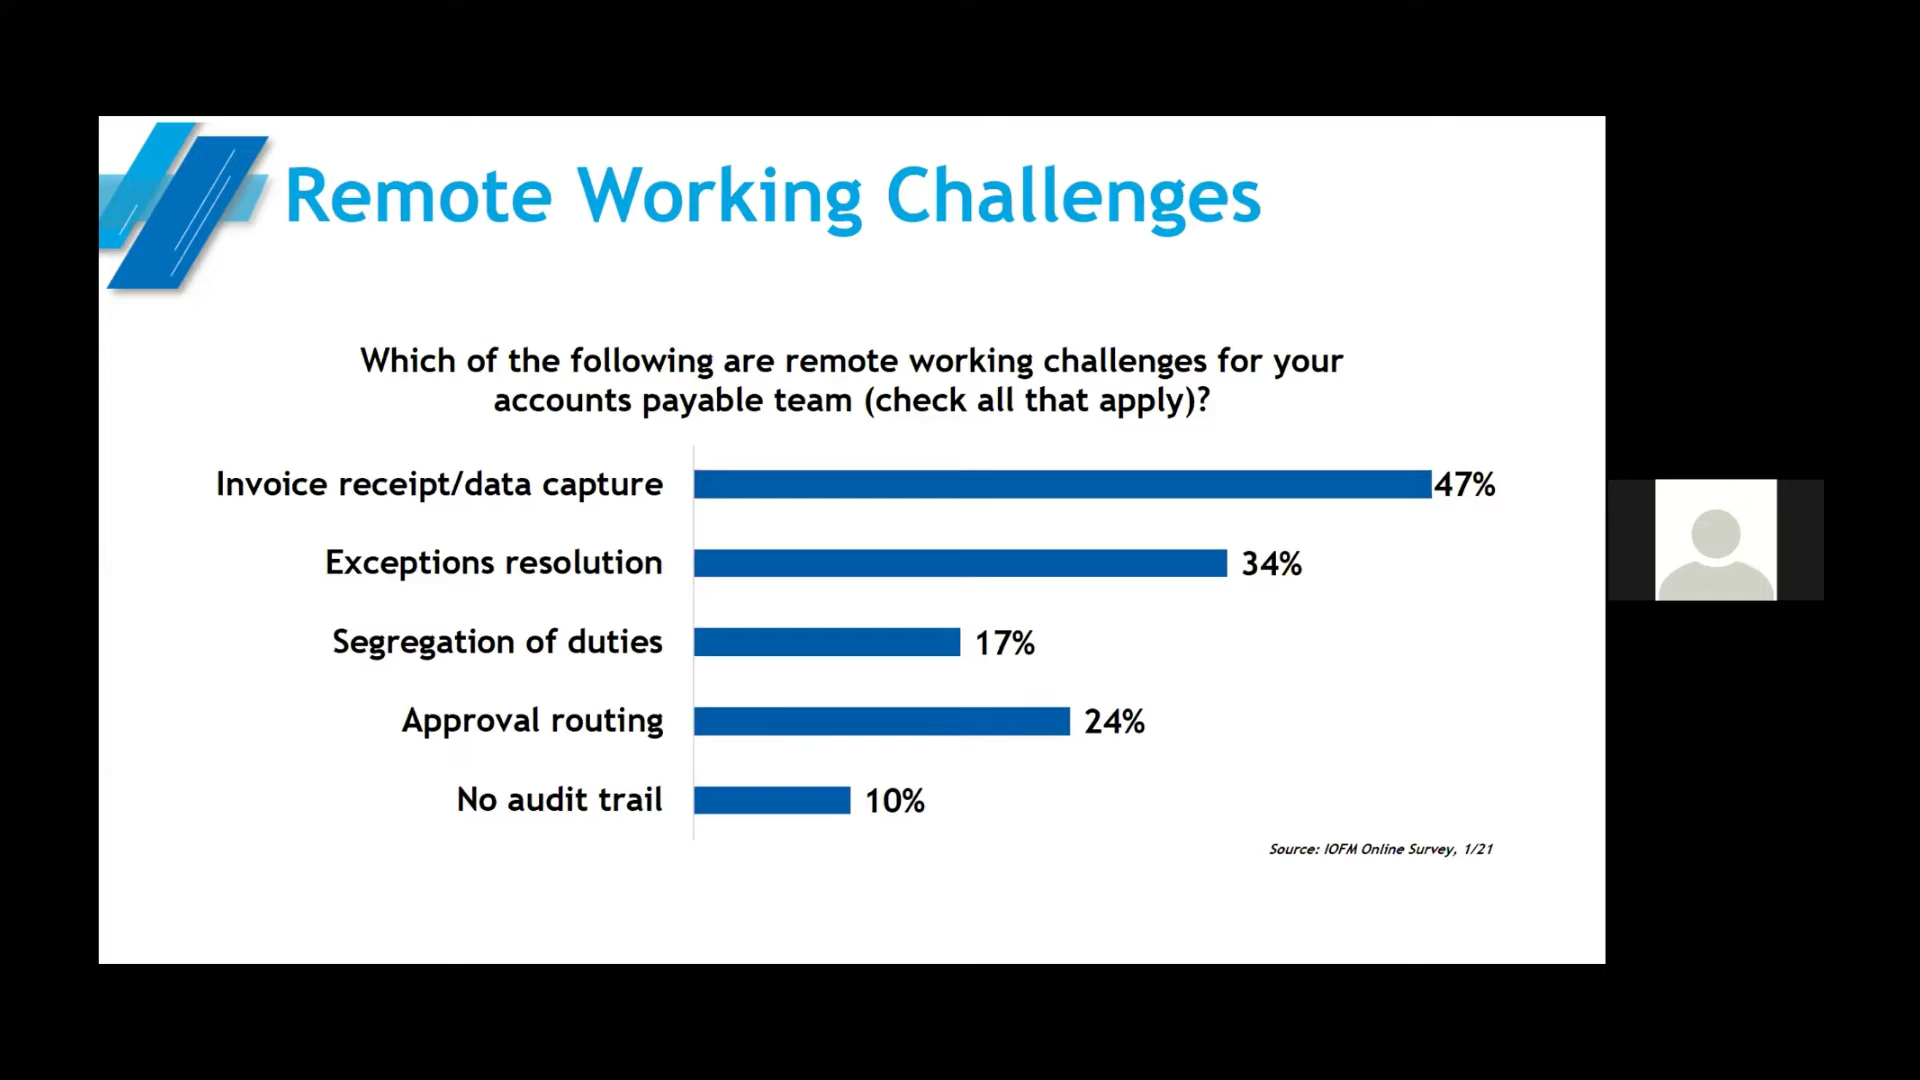 Remote Working Challenges
Which of the following are remote working challenges for your
accounts payable team (check all that apply)?
Invoice receipt/data capture 47%
Exceptions resolution 34%
Segregation of duties 17%
Approval routing 24%
No audit trail 10%
Source: IOFM Online Survey, 1/21